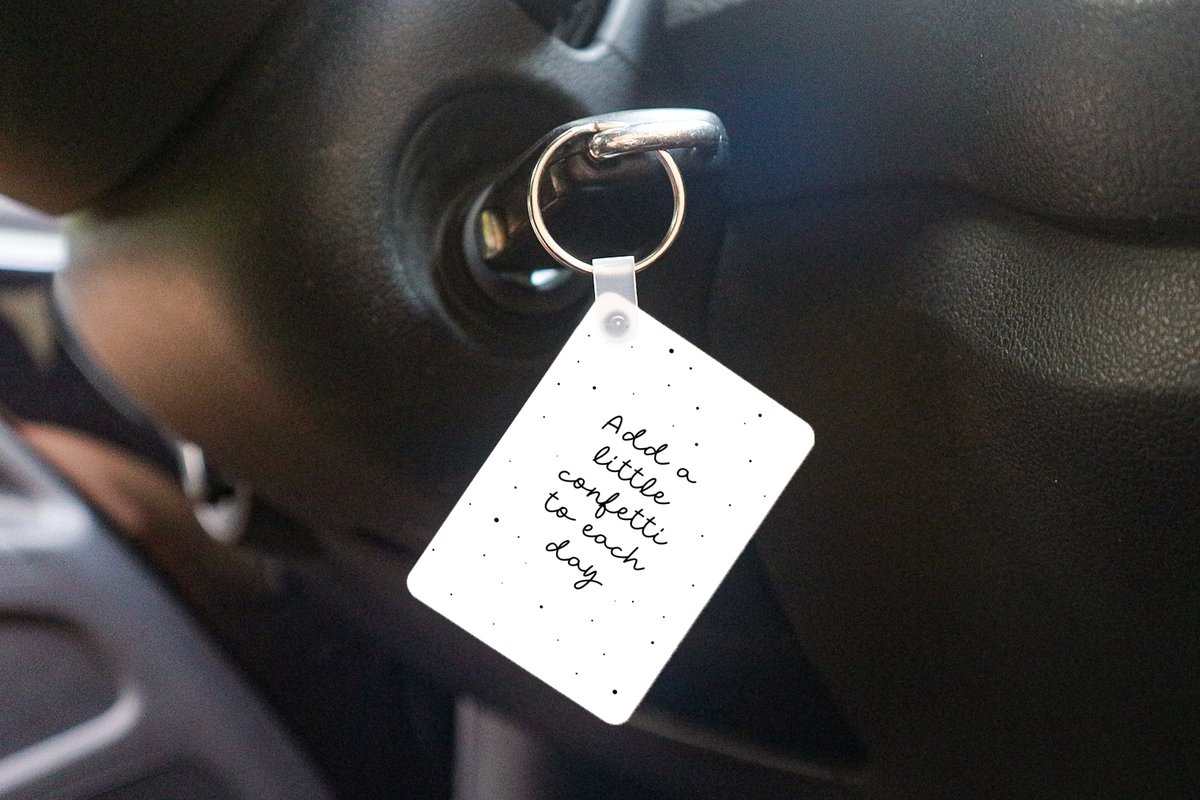 Add a
little
confetti
to each
day